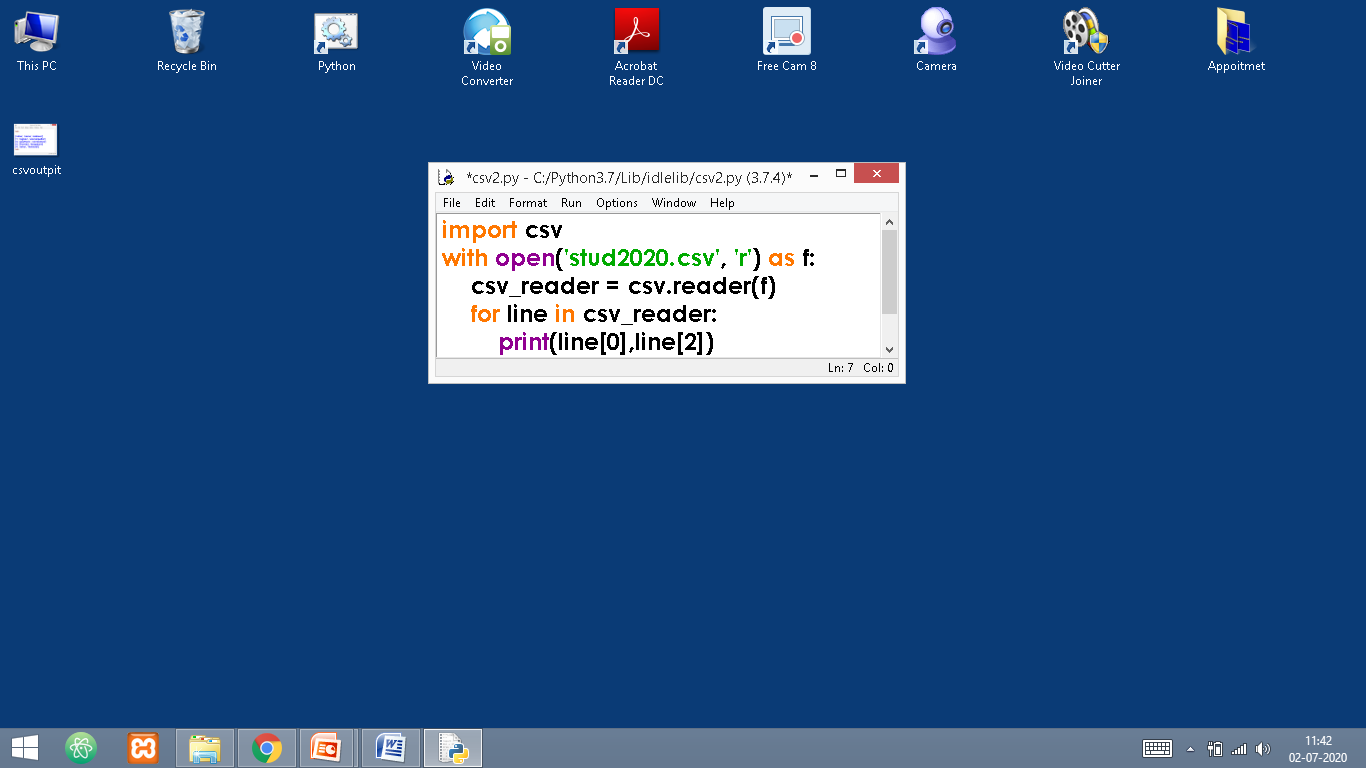 This PC
Recycle Bin
Python
Video
Converter
Acrobat
Reader DC
Free Cam 8
Camera
Video Cutter
Joiner
Appoitmet
csvoutpit
*csv2.py - C:/Python3.7/Lib/idlelib/csv2.py (3.7.4)*
File Edit Format Run Options Window Help
import csv
with open('stud2020.csv', 'r') as f:
    csv_reader = csv.reader(f)
    for line in csv_reader:
        print(line[0],line[2])
Ln: 7 Col: 0
11:42
02-07-2020